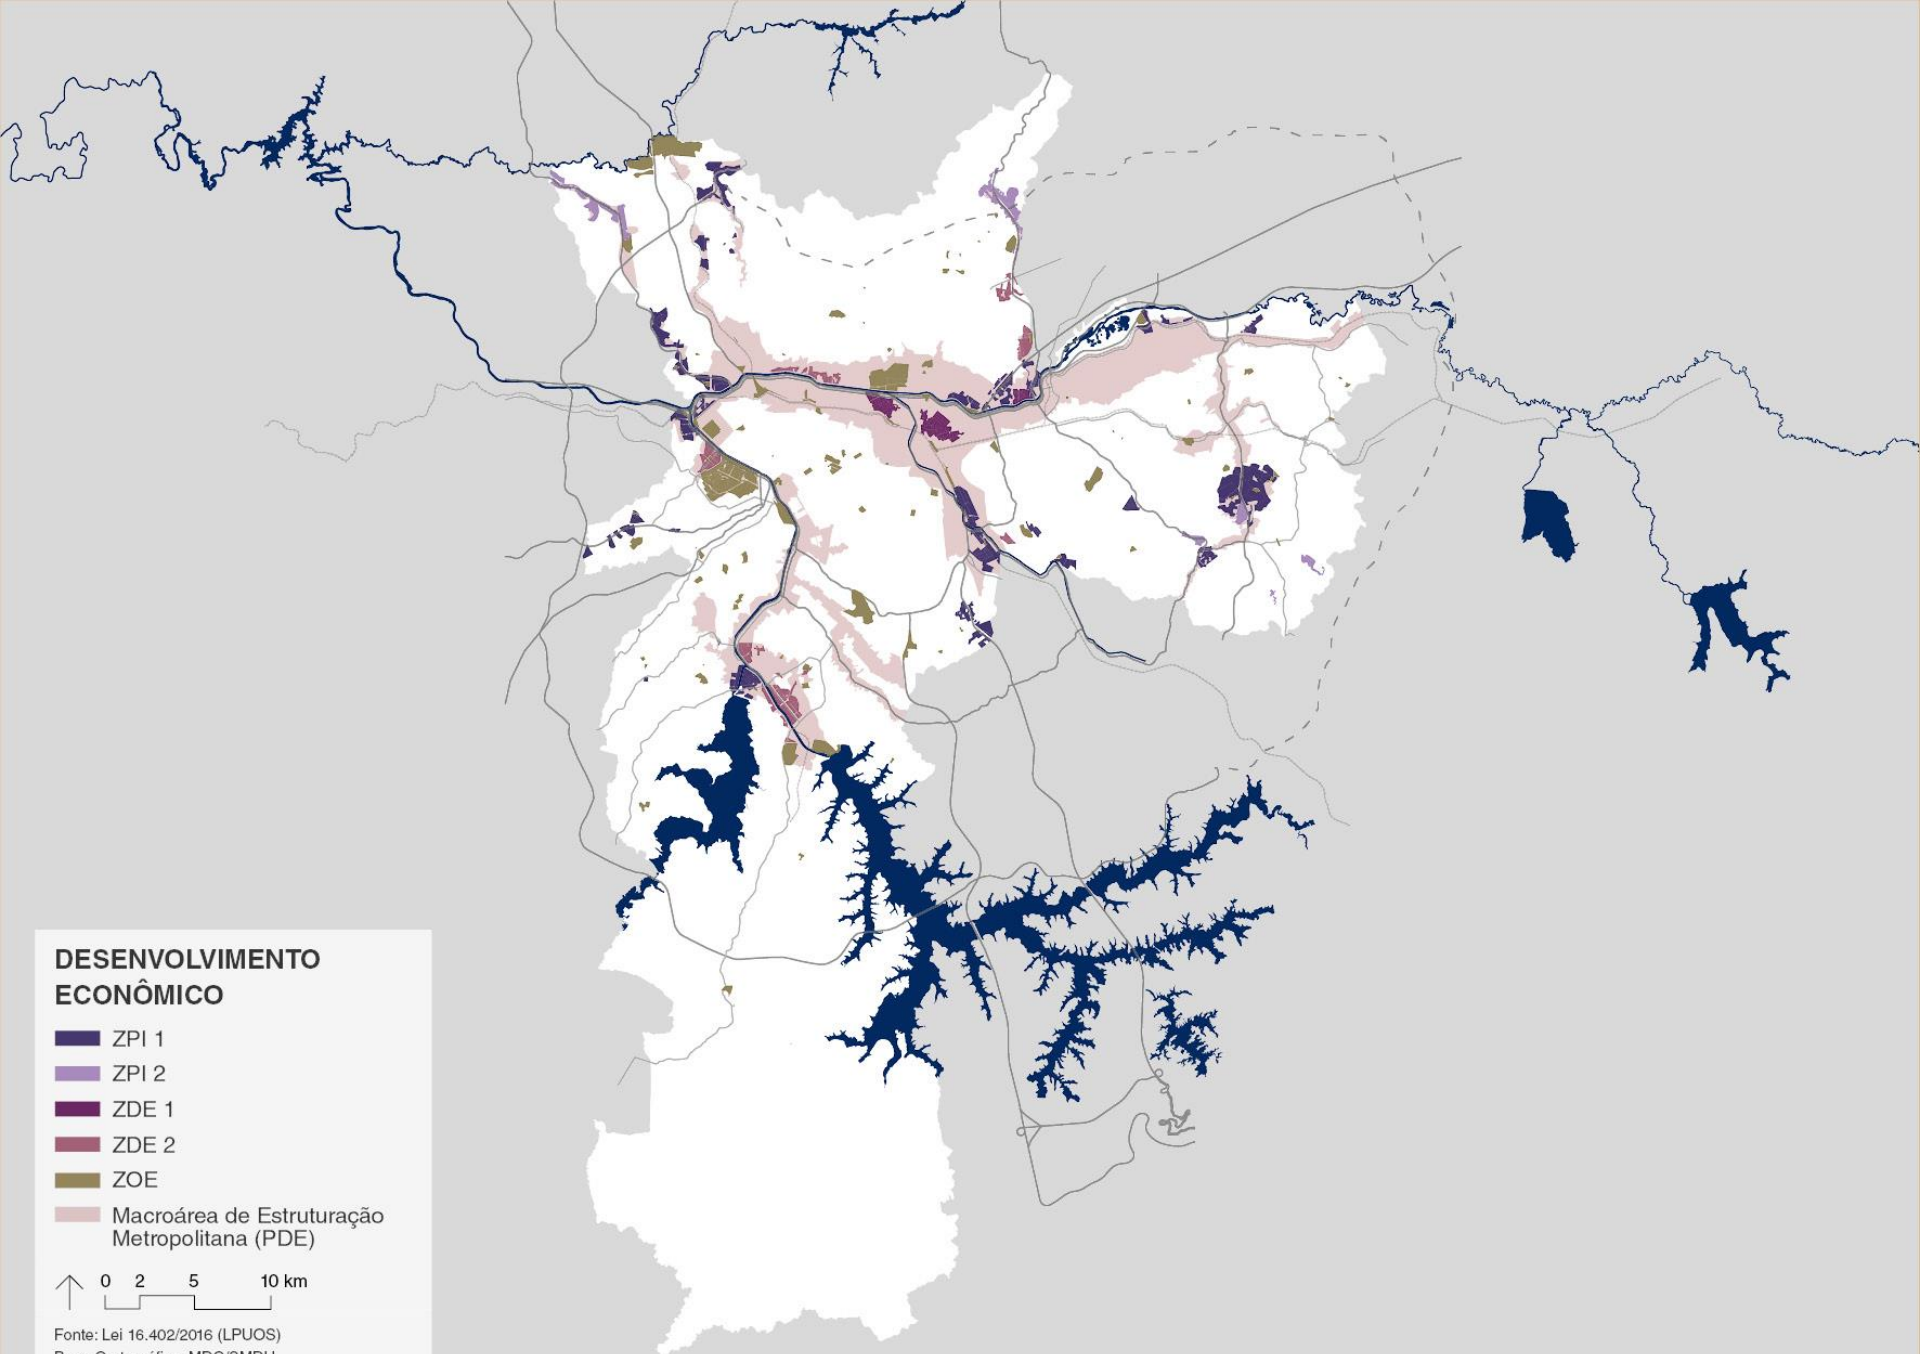 DESENVOLVIMENTO
ECONÔMICO
ZPI 1
ZPI 2
ZDE 1
ZDE 2
ZOE
Macroárea de Estruturação
Metropolitana (PDE)
0 2 5 10 km
Fonte: Lei 16.402/2016 (LPUOS)